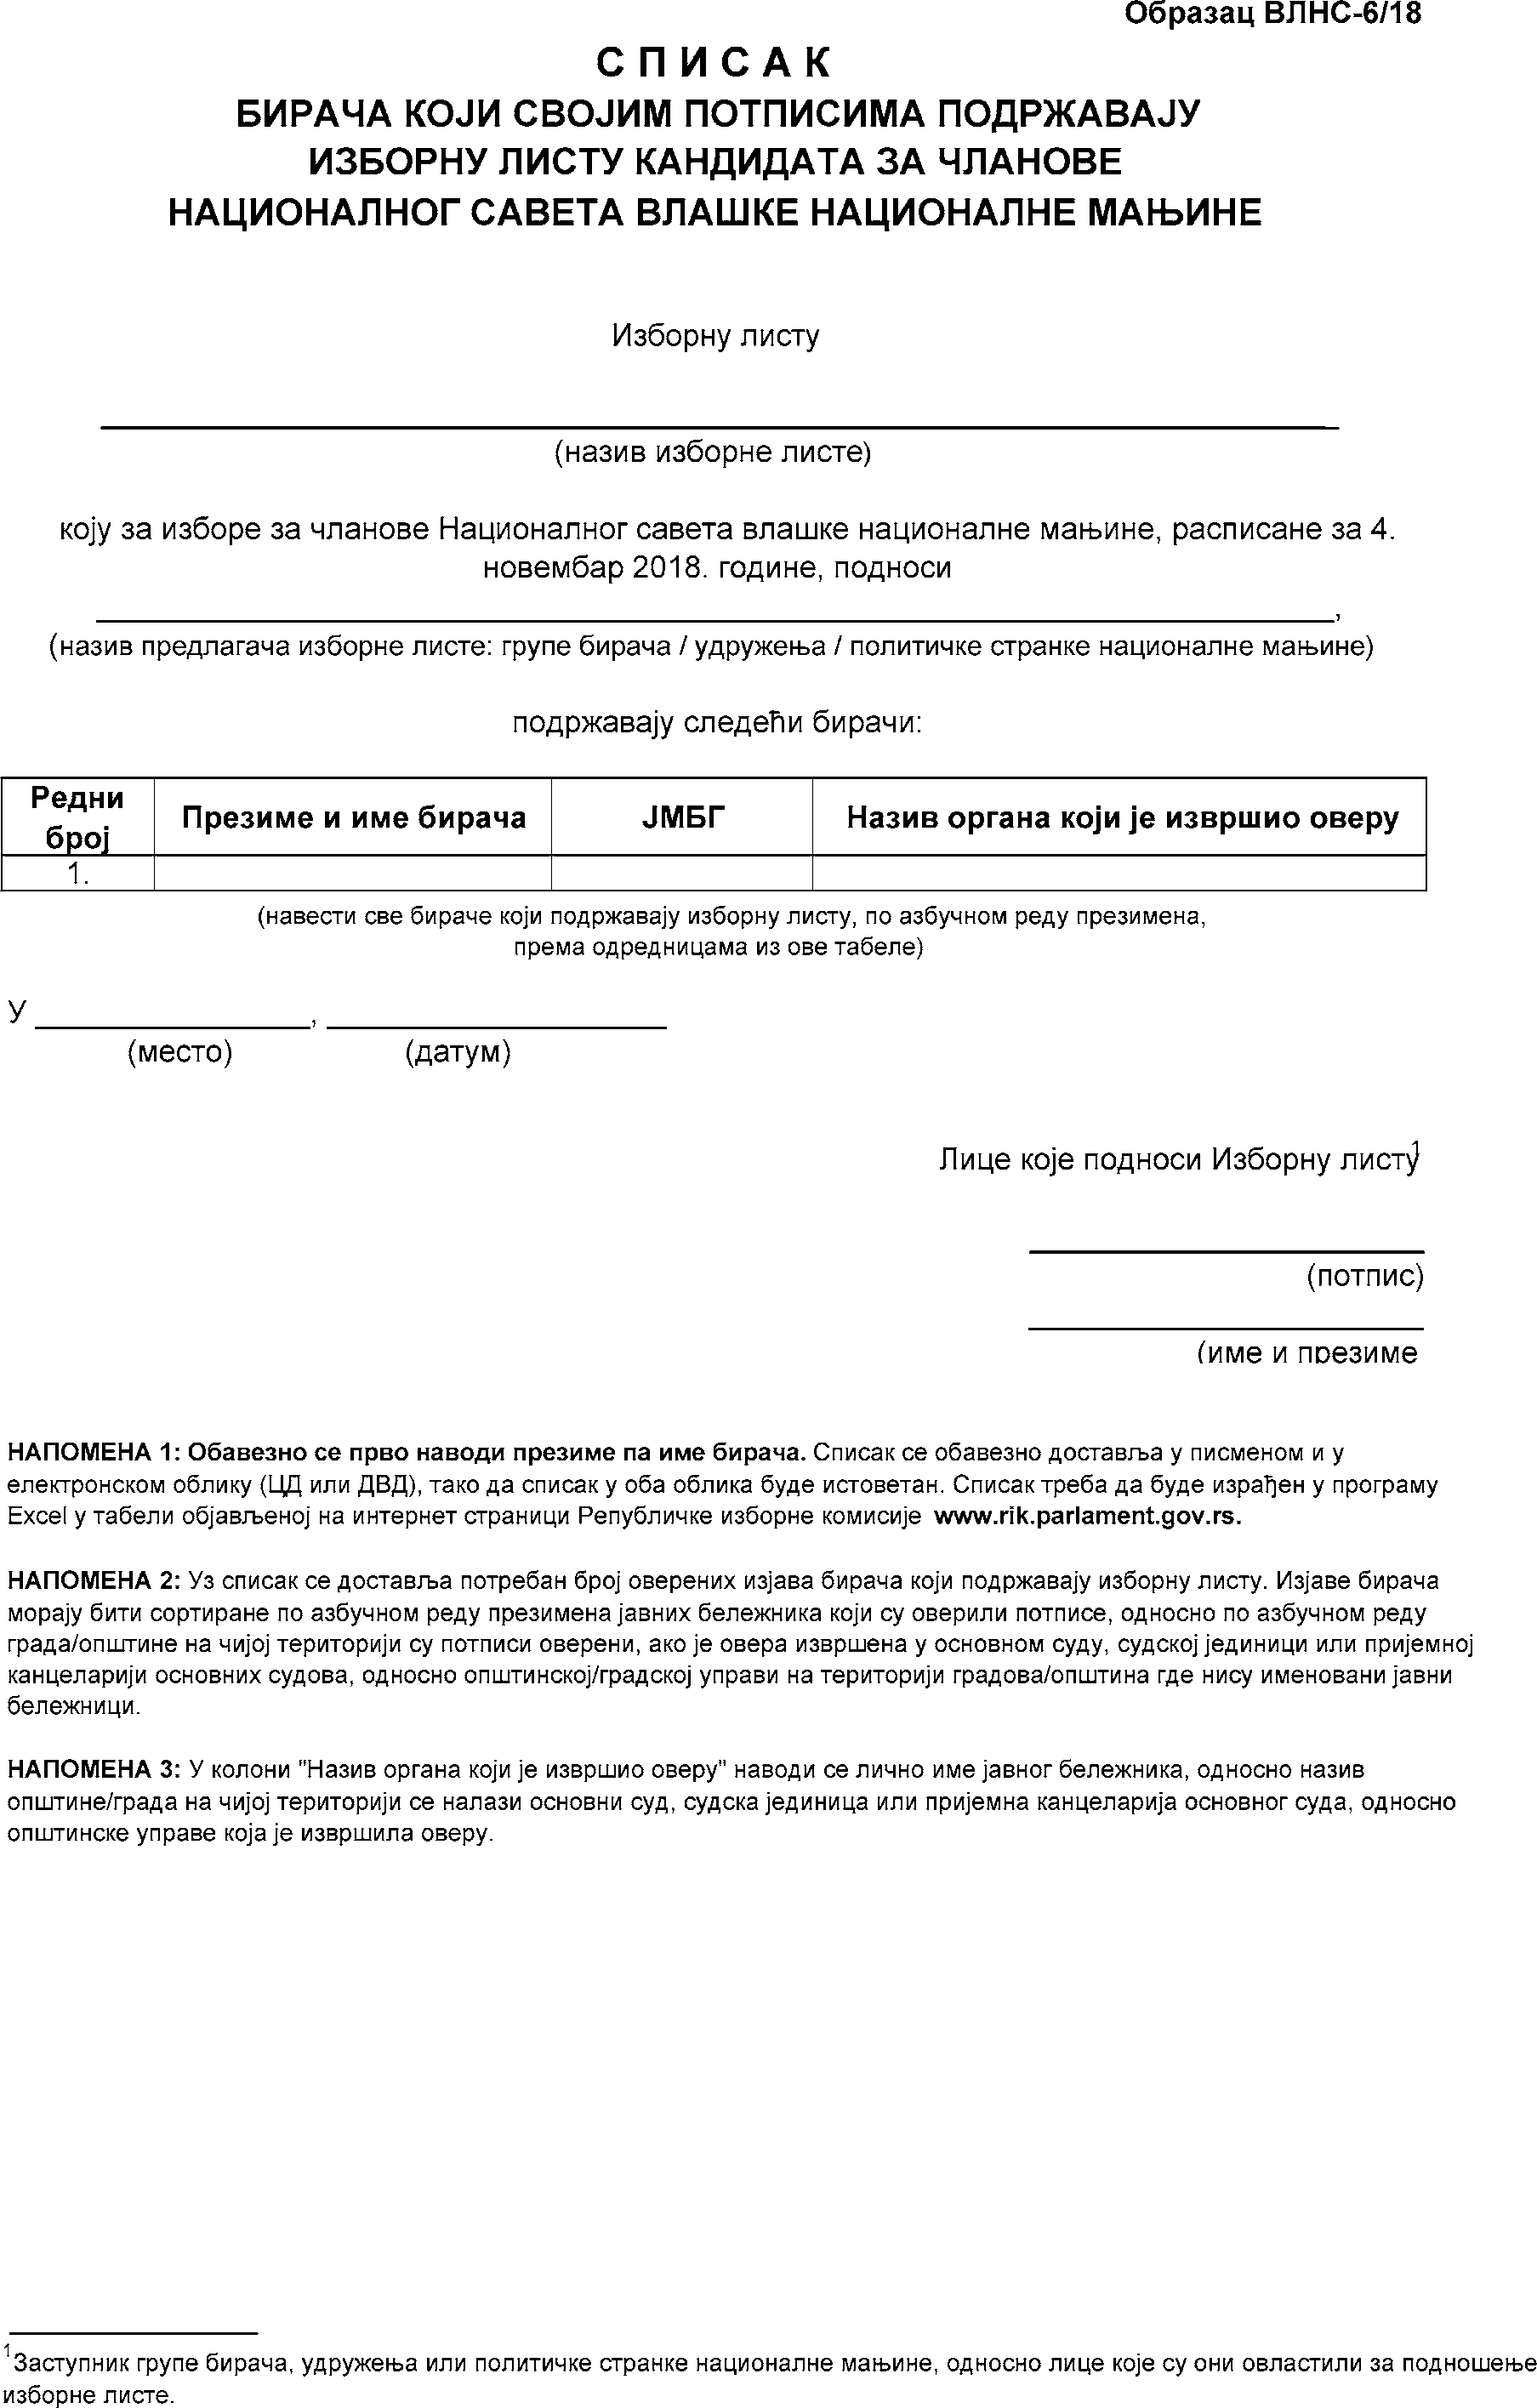 Образац ВЛНС-6/18
С П И С А К
БИРАЧА КОЈИ СВОЈИМ ПОТПИСИМА ПОДРЖАВАЈУ
ИЗБОРНУ ЛИСТУ КАНДИДАТА ЗА ЧЛАНОВЕ
НАЦИОНАЛНОГ САВЕТА ВЛАШКЕ НАЦИОНАЛНЕ МАЊИНЕ
Изборну листу
(назив изборне листе)
коју за изборе за чланове Националног савета влашке националне мањине, расписане за 4.
новембар 2018. године, подноси
,
(назив предлагача изборне листе: групе бирача / удружења / политичке странке националне мањине)
подржавају следећи бирачи:
Редни
број
Презиме и име бирача
ЈМБГ
Назив органа који је извршио оверу
1.
(навести све бираче који подржавају изборну листу, по азбучном реду презимена,
према одредницама из ове табеле)
У ____________, ____________
(место) (датум)
Лице које подноси Изборну листу1
(потпис)
(име и презиме
НАПОМЕНА 1: Обавезно се прво наводи презиме па име бирача. Списак се обавезно доставља у писменом и у
електронском облику (ЦД или ДВД), тако да списак у оба облика буде истоветан. Списак треба да буде израђен у програму
Excel у табели објављеној на интернет страници Републичке изборне комисије www.rik.parlament.gov.rs.
НАПОМЕНА 2: Уз списак се доставља потребан број оверених изјава бирача који подржавају изборну листу. Изјаве бирача
морају бити сортиране по азбучном реду презимена јавних бележника који су оверили потписе, односно по азбучном реду
града/општине на чијој територији су потписи оверени, ако је овера извршена у основном суду, судској јединици или пријемној
канцеларији основних судова, односно општинској/градској управи на територији градова/општина где нису именовани јавни
бележници.
НАПОМЕНА 3: У колони "Назив органа који је извршио оверу" наводи се лично име јавног бележника, односно назив
општине/града на чијој територији се налази основни суд, судска јединица или пријемна канцеларија основног суда, односно
општинске управе која је извршила оверу.
1Заступник групе бирача, удружења или политичке странке националне мањине, односно лице које су они овластили за подношење
изборне листе.